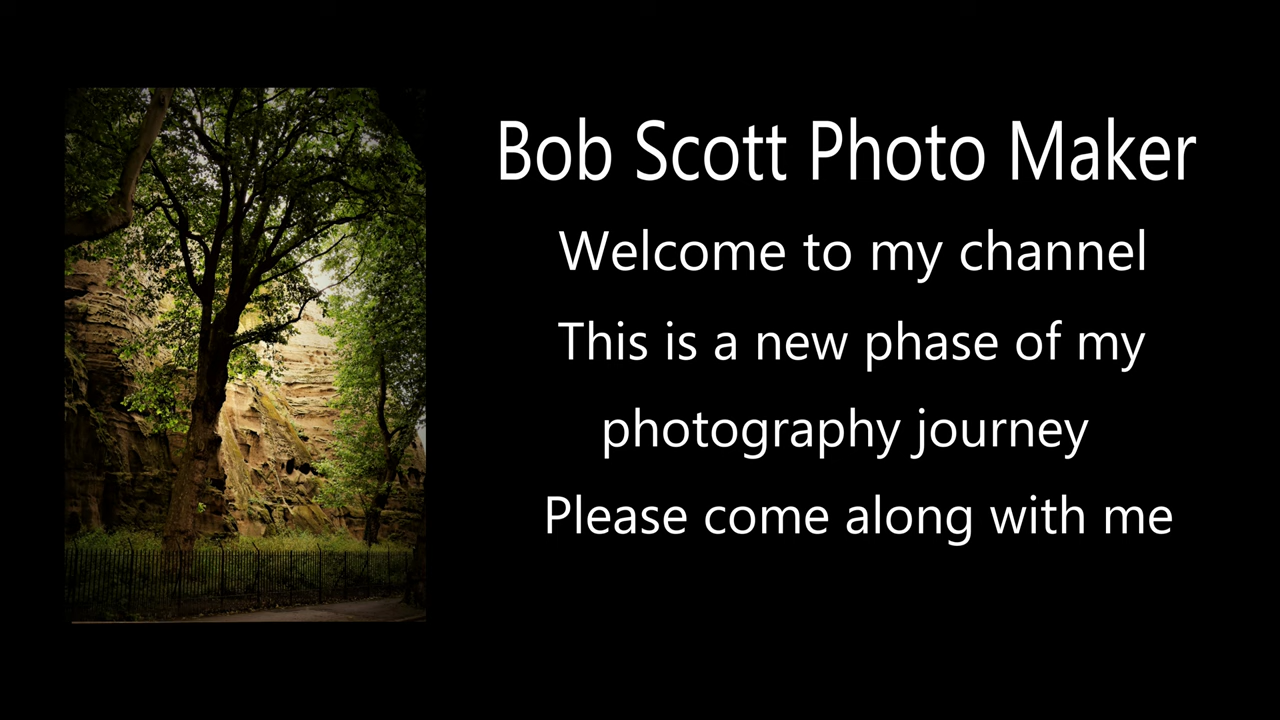 Bob Scott Photo Maker
Welcome to my channel
This is a new phase of my
photography journey
Please come along with me